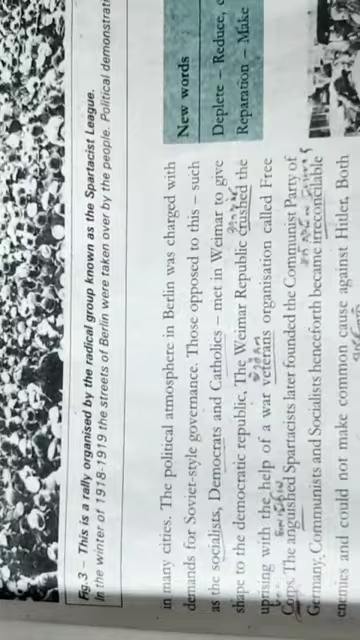 Fig.3 – This is a rally organised by the radical group known as the Spartacist League.
In the winter of 1918-1919 the streets of Berlin were taken over by the people. Political demonstrati
in many cities. The political atmosphere in Berlin was charged with
demands for Soviet-style governance. Those opposed to this – such
as the socialists, Democrats and Catholics – met in Weimar to give
shape to the democratic republic. The Weimar Republic crushed the
uprising with the help of a war veterans organisation called Free
Corps. The anguished Spartacists later founded the Communist Party of
Germany. Communists and Socialists henceforth became irreconcilable
enemies and could not make common cause against Hitler. Both
New words
Deplete – Reduce, e
Reparation – Make